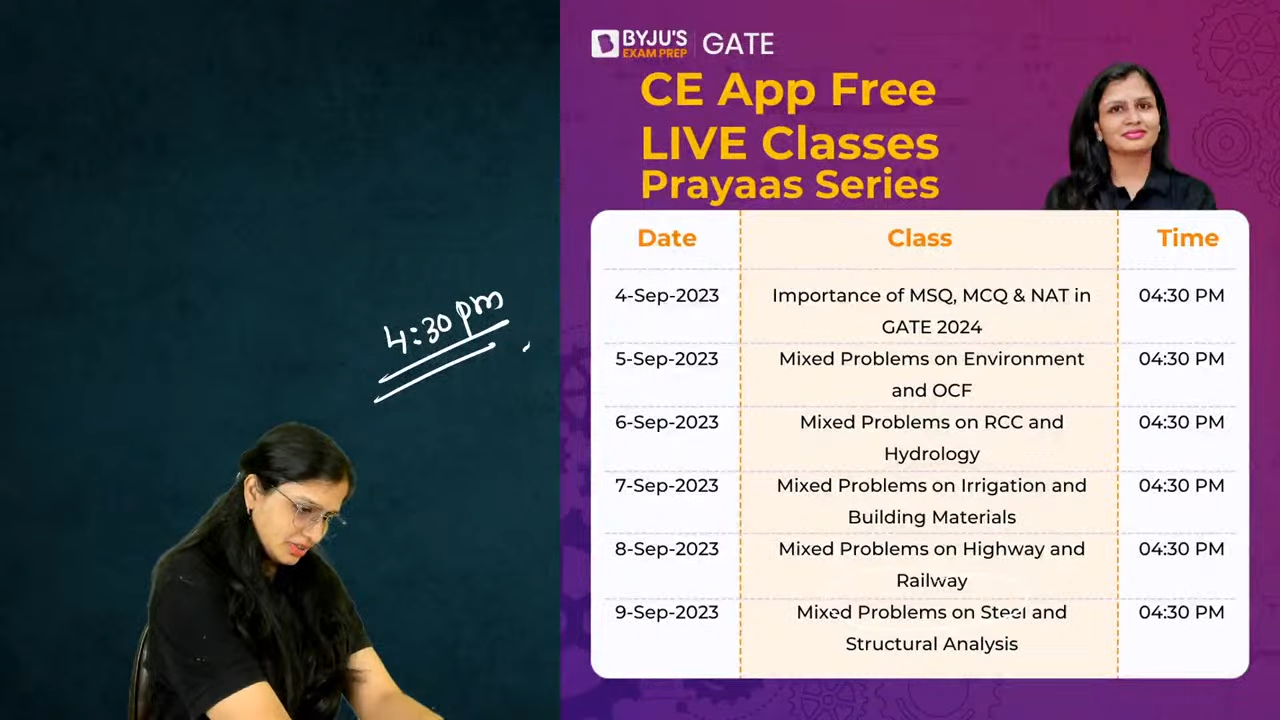 4:30 pm
BYJU'S
EXAM PREP
GATE
CE App Free
LIVE Classes
Prayaas Series
Date Class Time
4-Sep-2023 Importance of MSQ, MCQ & NAT in 04:30 PM
GATE 2024
5-Sep-2023 Mixed Problems on Environment 04:30 PM
and OCF
6-Sep-2023 Mixed Problems on RCC and 04:30 PM
Hydrology
7-Sep-2023 Mixed Problems on Irrigation and 04:30 PM
Building Materials
8-Sep-2023 Mixed Problems on Highway and 04:30 PM
Railway
9-Sep-2023 Mixed Problems on Steel and 04:30 PM
Structural Analysis